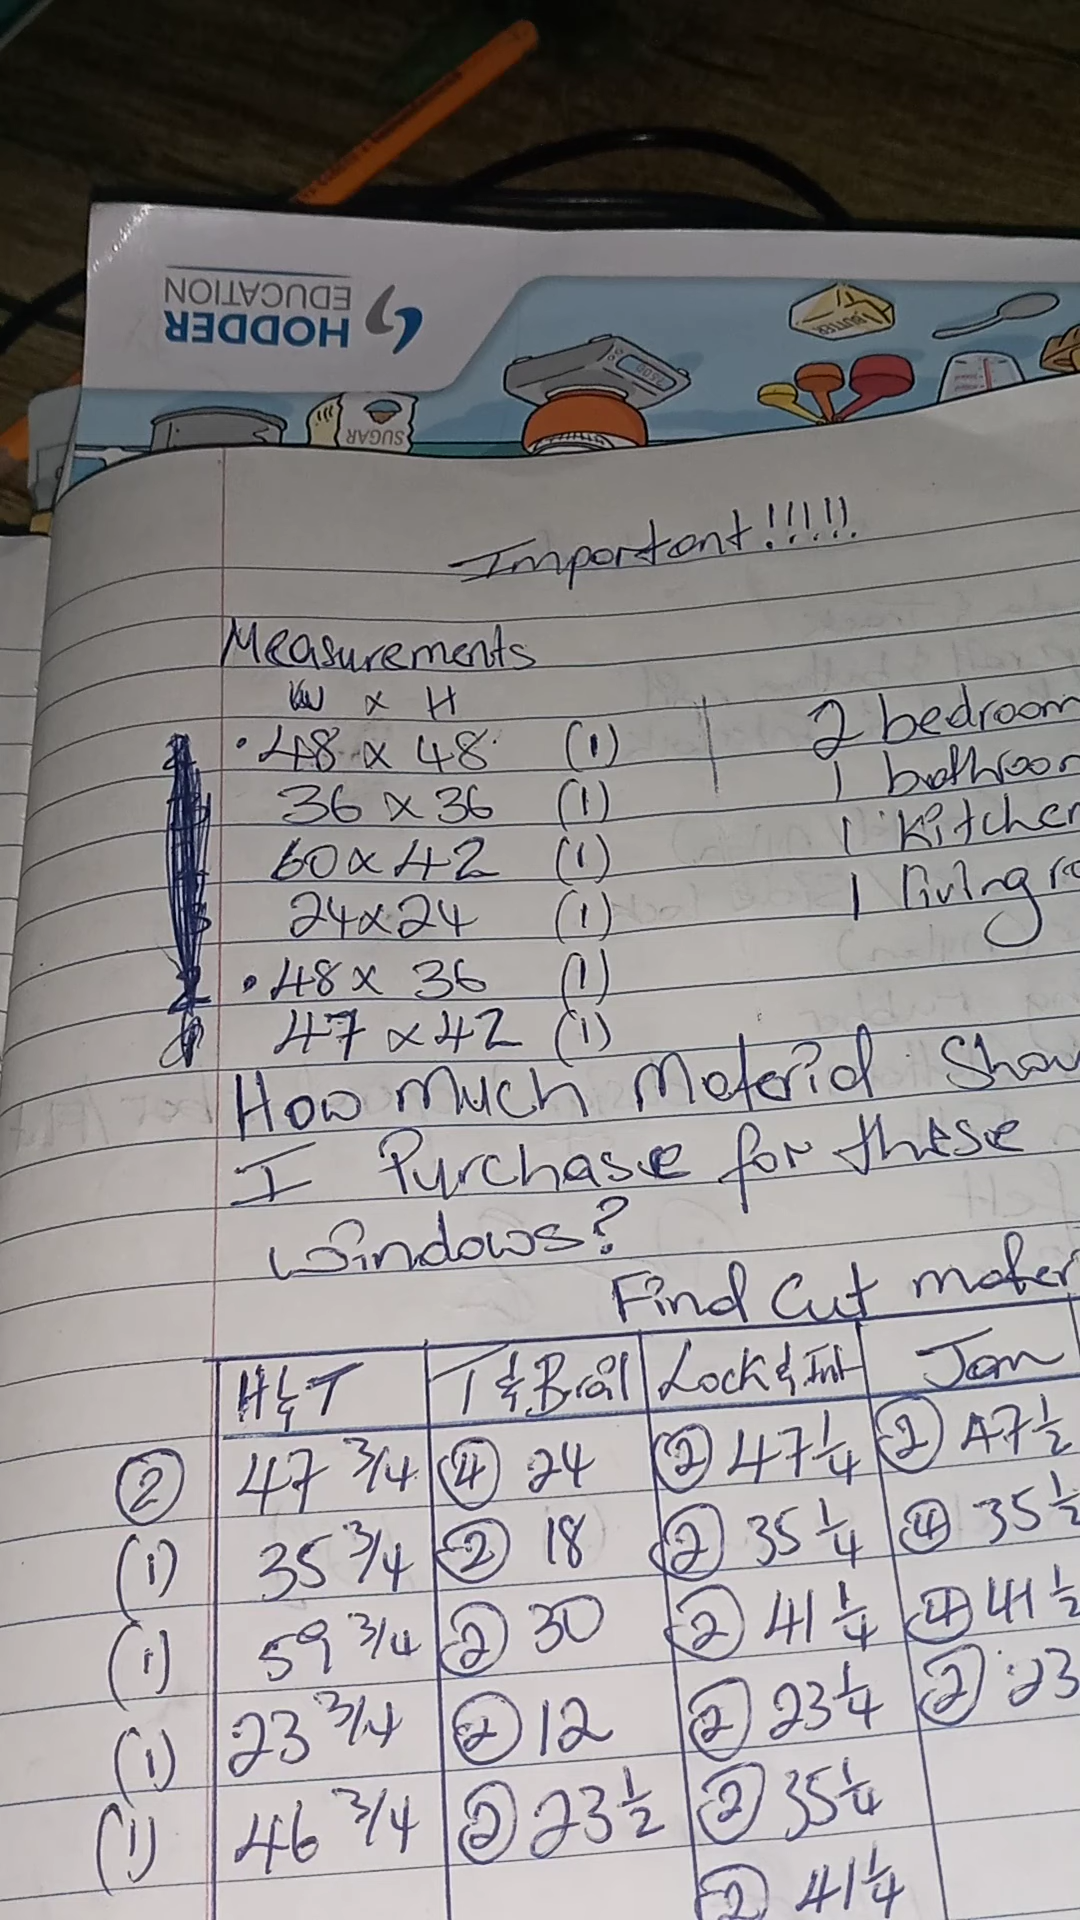 HODDER
EDUCATION
BUTTER
SUGAR
Important!!!!!!
Measurements
W x H
• 48 x 48 (1) 2 bedroom
36 x 36 (1) 1 bathroom
60 x 42 (1) 1 kitchen
24 x 24 (1) 1 living ro
• 48 x 36 (1)
47 x 42 (1)
How Much Material Shou
I Purchase for these
windows?
Find Cut mater
H & T T & B rail Lock & Int Jam
(2) 47 3/4 (4) 24 (2) 47 1/4 (2) 47 1/2
(1) 35 3/4 (2) 18 (2) 35 1/4 (4) 35 1/2
(1) 59 3/4 (2) 30 (2) 41 1/4 (4) 41 1/2
(1) 23 3/4 (2) 12 (2) 23 1/4 (2) 23
(1) 46 3/4 (2) 23 1/2 (2) 35 1/4
(2) 41 1/4